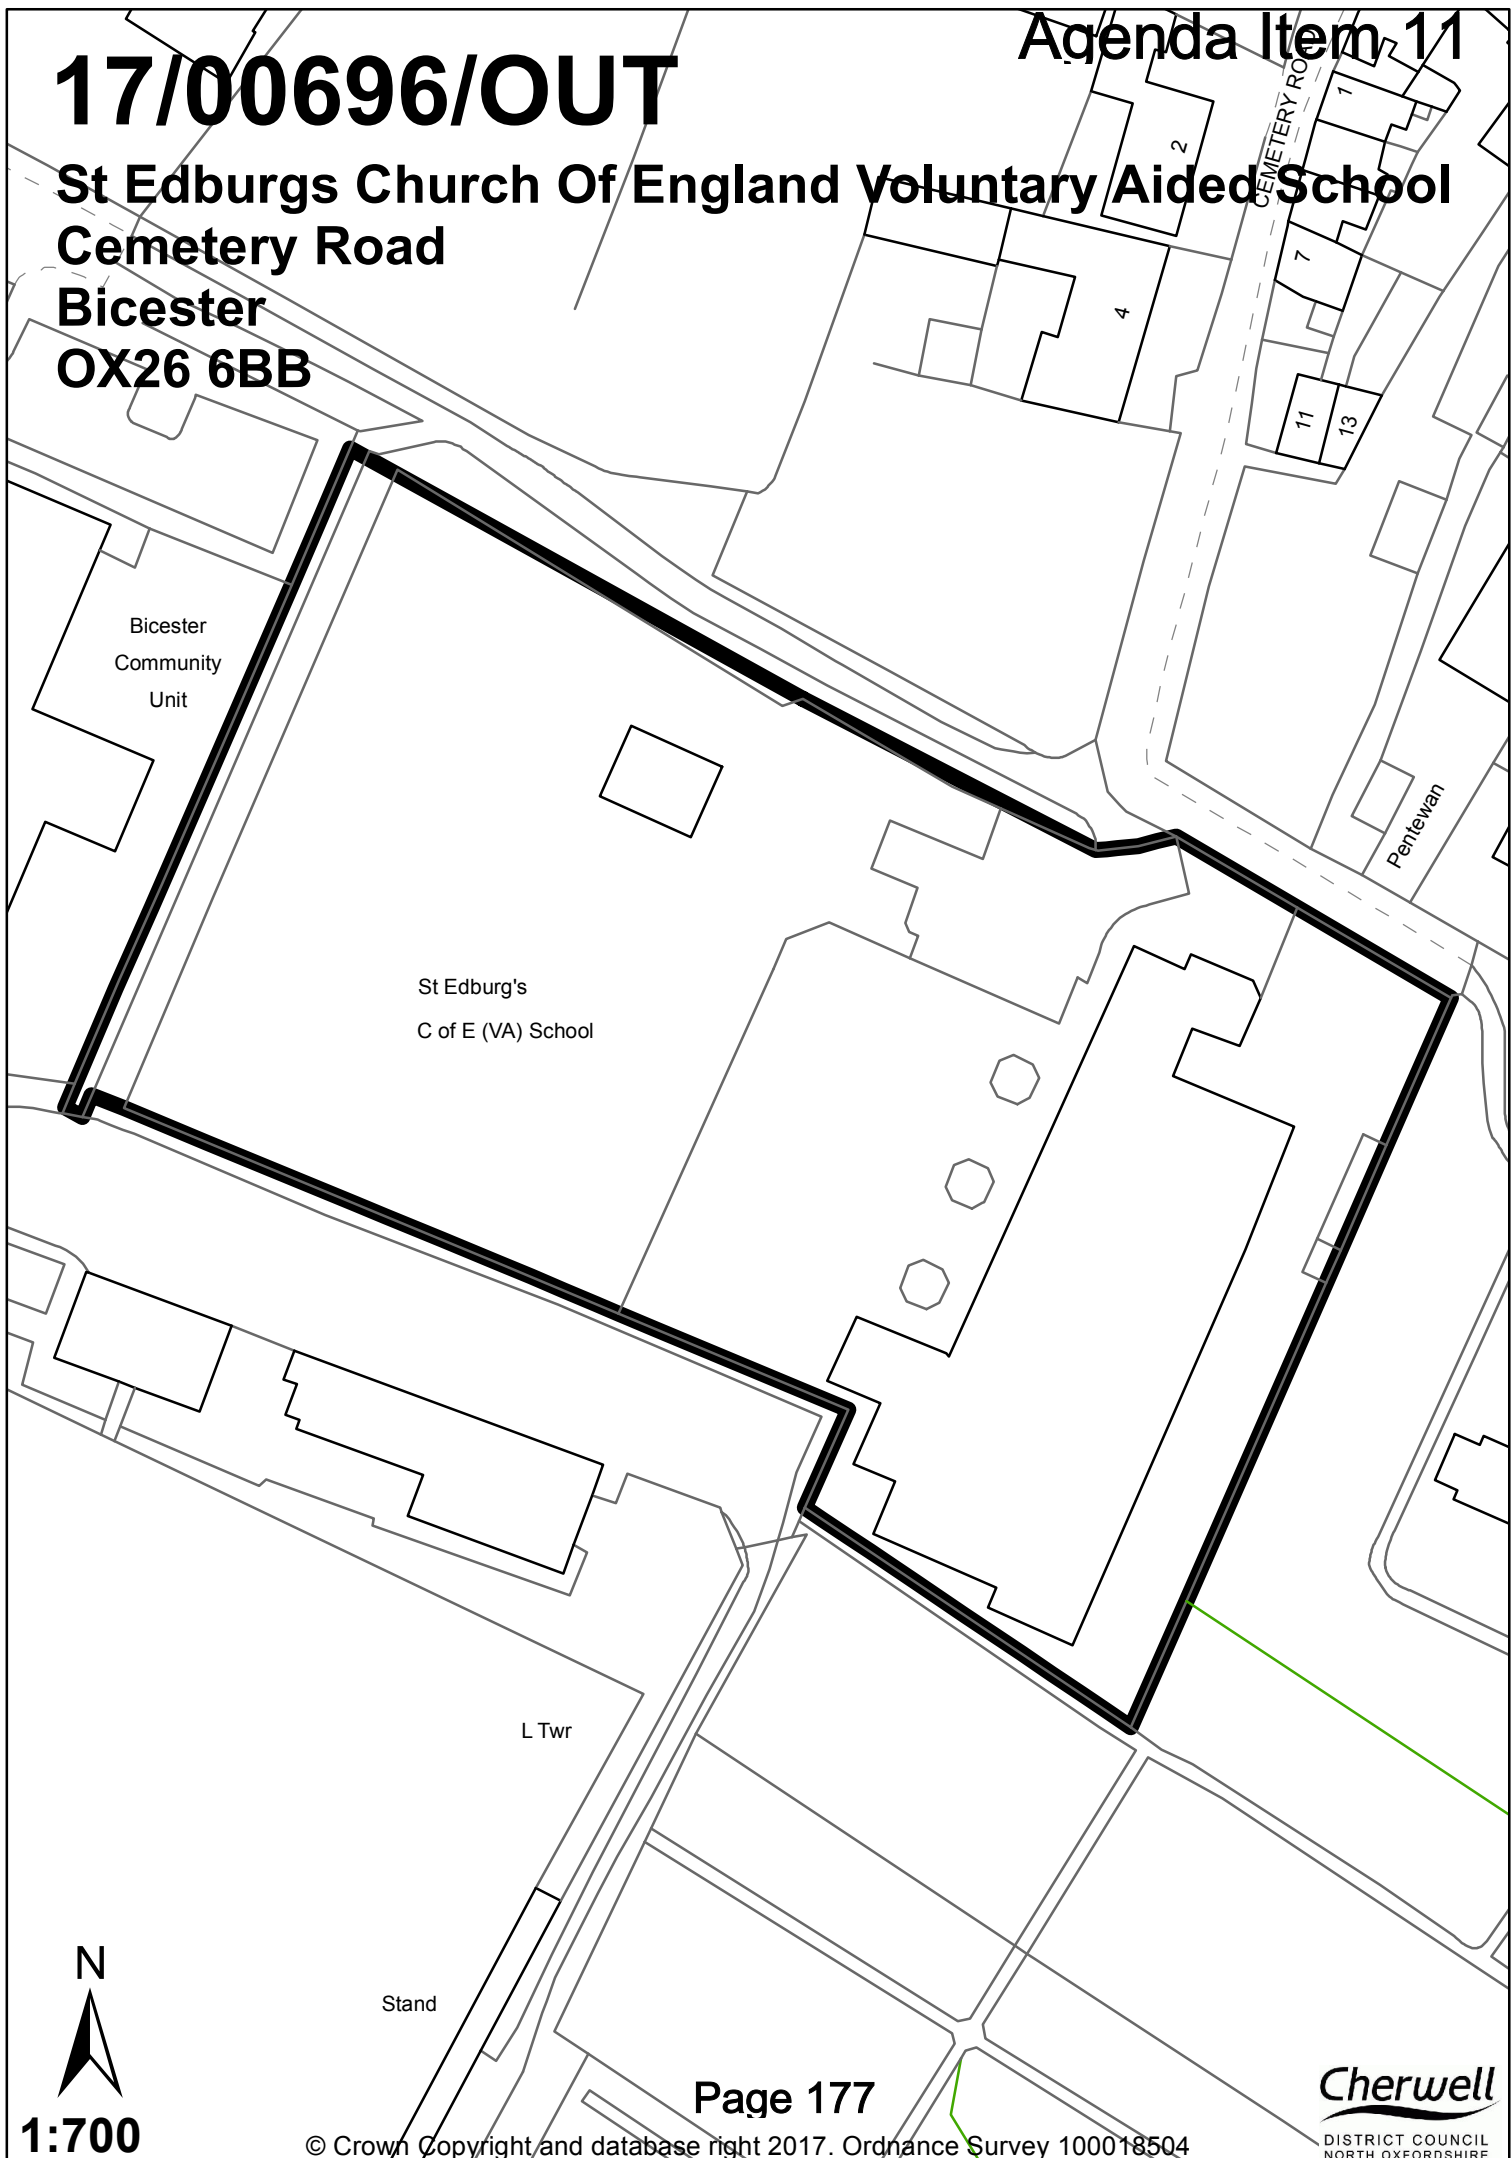 Agenda Item 11
17/00696/OUT
St Edburgs Church Of England Voluntary Aided School
Cemetery Road
Bicester
OX26 6BB
CEMETERY ROAD
1
2
7
4
11
13
Bicester
Community
Unit
Pentewan
St Edburg's
C of E (VA) School
L Twr
Stand
N
1:700
Page 177
© Crown Copyright and database right 2017. Ordnance Survey 100018504
Cherwell
DISTRICT COUNCIL
NORTH OXFORDSHIRE